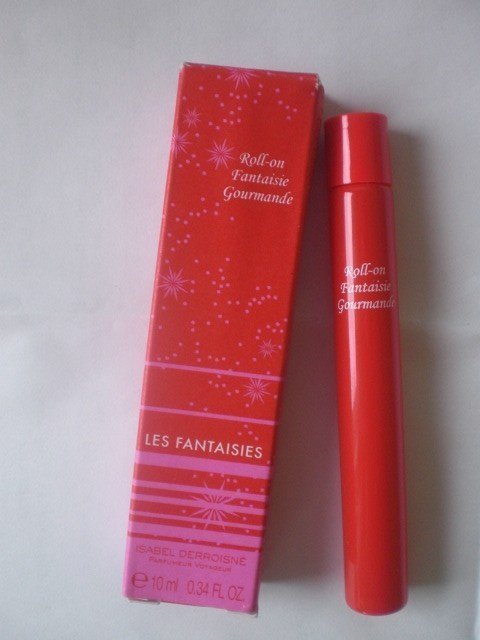 Roll-on
Fantaisie
Gourmande
LES FANTAISIES
ISABEL DERROISNÉ
PARFUMEUR VOYAGEUR
e 10 ml 0.34 FL OZ.
Roll-on
Fantaisie
Gourmande